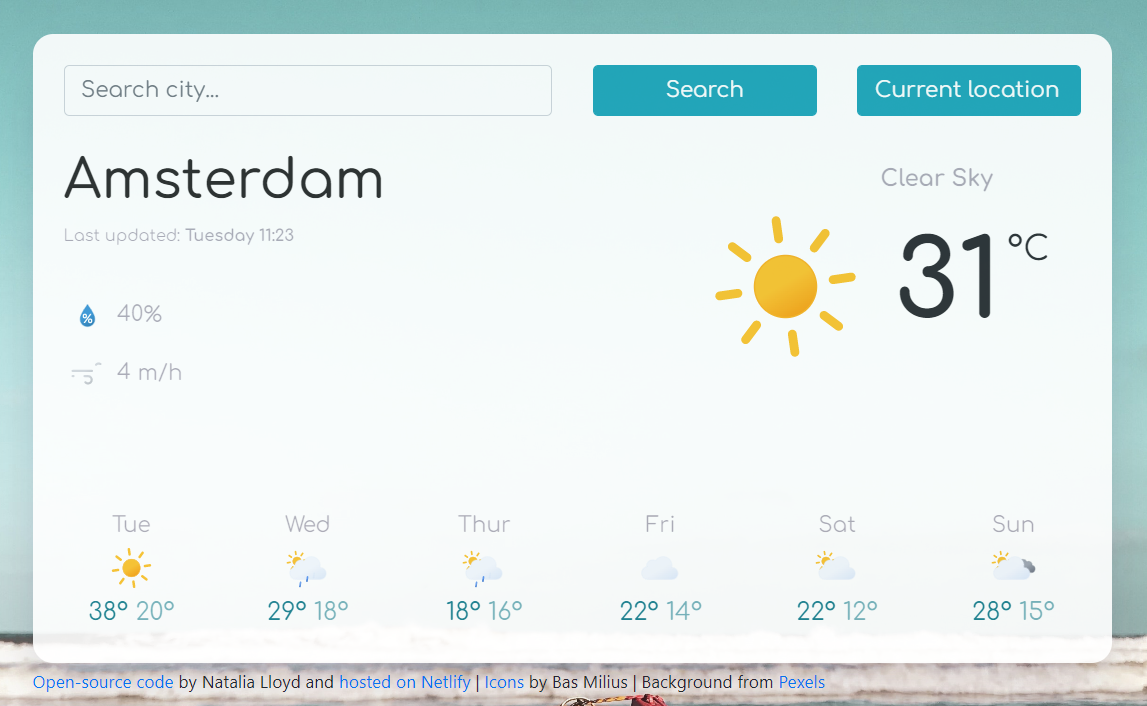 Search city...
Search
Current location
Amsterdam
Clear Sky
Last updated: Tuesday 11:23
31 °C
% 40%
4 m/h
Tue Wed Thur Fri Sat Sun
38° 20° 29° 18° 18° 16° 22° 14° 22° 12° 28° 15°
Open-source code by Natalia Lloyd and hosted on Netlify | Icons by Bas Milius | Background from Pexels